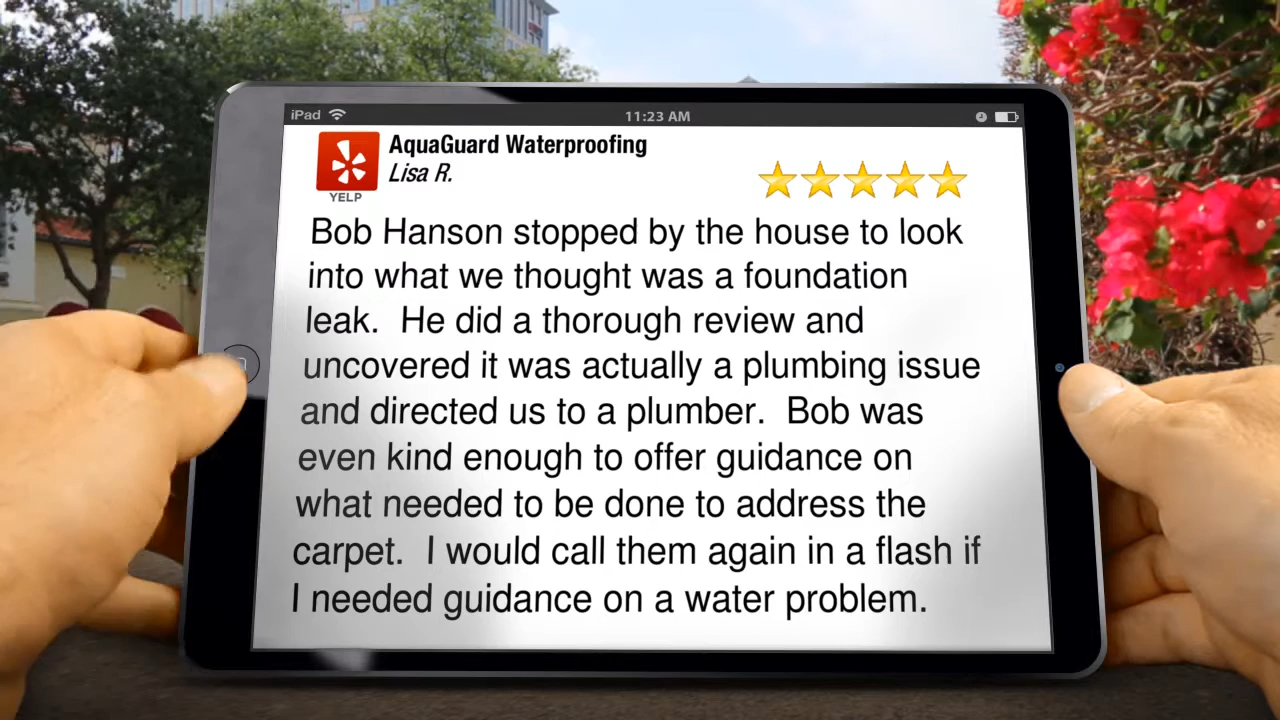 iPad 11:23 AM
AquaGuard Waterproofing
Lisa R.
YELP
Bob Hanson stopped by the house to look
into what we thought was a foundation
leak. He did a thorough review and
uncovered it was actually a plumbing issue
and directed us to a plumber. Bob was
even kind enough to offer guidance on
what needed to be done to address the
carpet. I would call them again in a flash if
I needed guidance on a water problem.